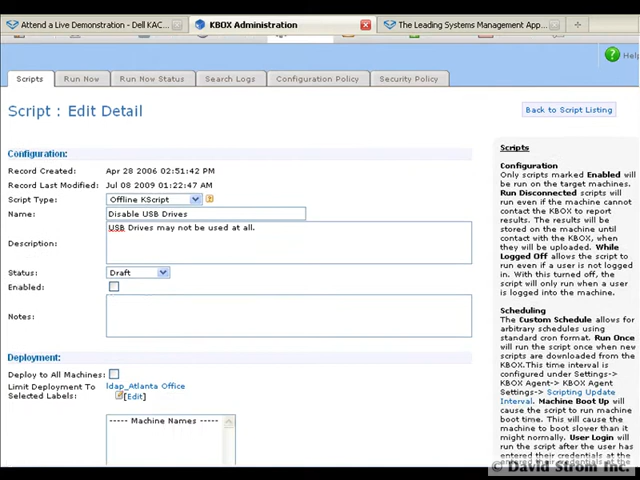 Attend a Live Demonstration - Dell KAC...
KBOX Administration
The Leading Systems Management App...
Help
Scripts
Run Now
Run Now Status
Search Logs
Configuration Policy
Security Policy
Script : Edit Detail
Back to Script Listing
Configuration:
Record Created: Apr 28 2006 02:51:42 PM
Record Last Modified: Jul 08 2009 01:22:47 AM
Script Type: Offline KScript
Name: Disable USB Drives
Description: USB Drives may not be used at all.
Status: Draft
Enabled:
Notes:
Deployment:
Deploy to All Machines:
Limit Deployment To Selected Labels: ldap_Atlanta Office
[Edit]
----- Machine Names -----
Scripts
Configuration
Only scripts marked Enabled will
be run on the target machines.
Run Disconnected scripts will
run even if the machine cannot
contact the KBOX to report
results. The results will be
stored on the machine until
contact with the KBOX, when
they will be uploaded. While
Logged Off allows the script to
run even if a user is not logged
in. With this turned off, the
script will only run when a user
is logged into the machine.
Scheduling
The Custom Schedule allows for
arbitrary schedules using
standard cron format. Run Once
will run the script once when new
scripts are downloaded from the
KBOX.This time interval is
configured under Settings->
KBOX Agent-> KBOX Agent
Settings-> Scripting Update
Interval. Machine Boot Up will
cause the script to run machine
boot time. This will cause the
machine to boot slower than it
might normally. User Login will
run the script after the user has
entered their credentials at the
© David Strom Inc.